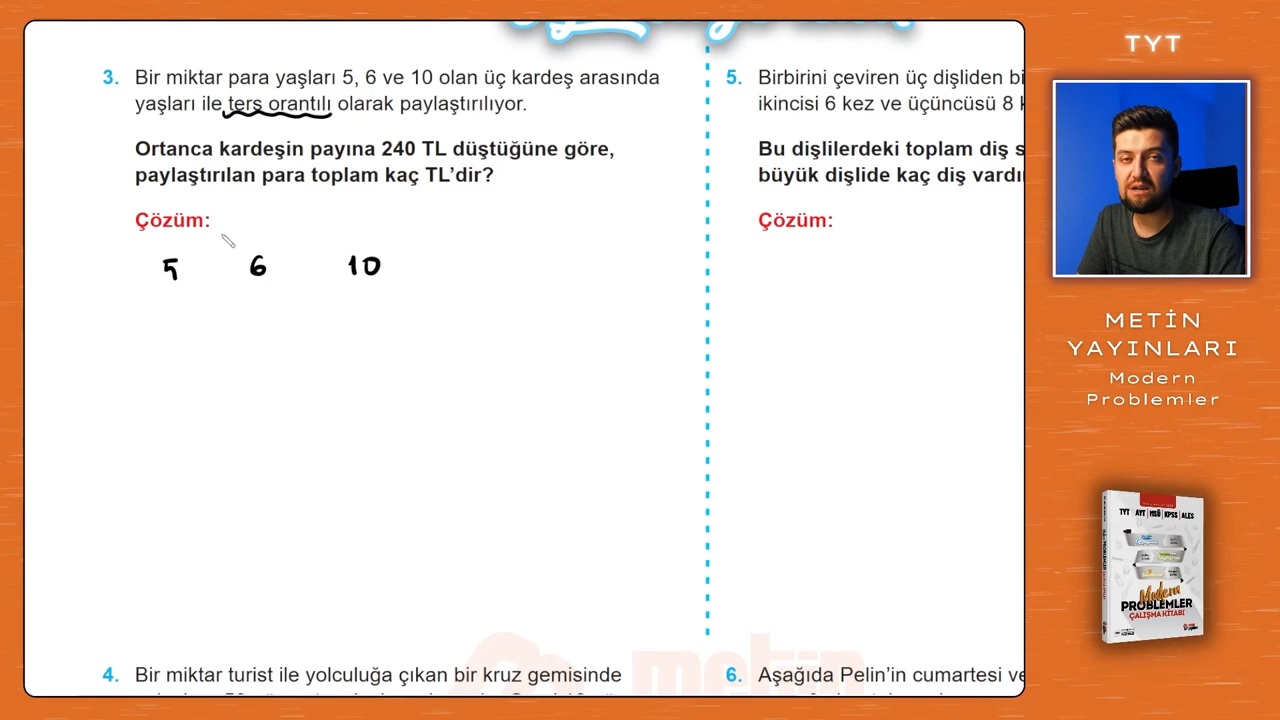 3. Bir miktar para yaşları 5, 6 ve 10 olan üç kardeş arasında
yaşları ile ters orantılı olarak paylaştırılıyor.
Ortanca kardeşin payına 240 TL düştüğüne göre,
paylaştırılan para toplam kaç TL’dir?
Çözüm:
5 6 10
4. Bir miktar turist ile yolculuğa çıkan bir kruz gemisinde
5. Birbirini çeviren üç dişliden bi
ikincisi 6 kez ve üçüncüsü 8 k
Bu dişlilerdeki toplam diş s
büyük dişlide kaç diş vardı
Çözüm:
6. Aşağıda Pelin’in cumartesi ve
metin
TYT
METİN
YAYINLARI
Modern
Problemler
TYT AYT MSÜ KPSS ALES
Modern
PROBLEMLER
ÇALIŞMA KİTABI